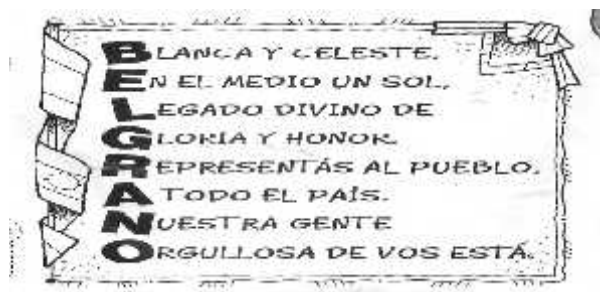 BLANCA Y CELESTE,
EN EL MEDIO UN SOL,
LEGADO DIVINO DE
GLORIA Y HONOR.
REPRESENTÁS AL PUEBLO,
A TODO EL PAÍS.
NUESTRA GENTE
ORGULLOSA DE VOS ESTÁ.